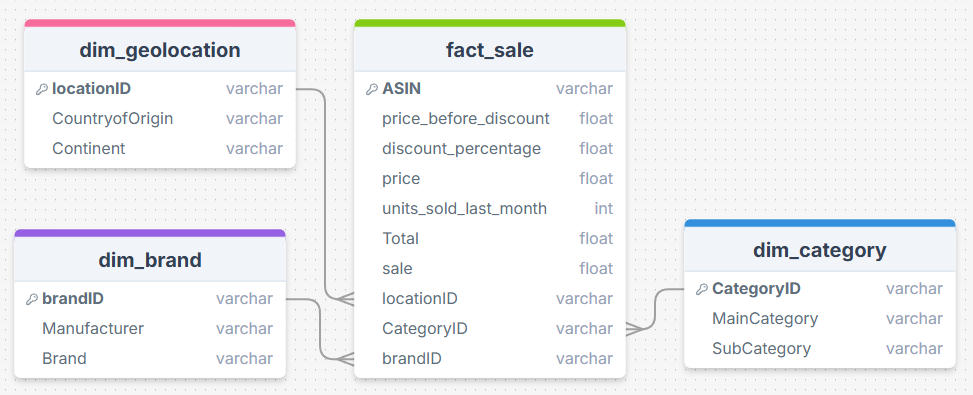 dim_geolocation
locationID varchar
CountryofOrigin varchar
Continent varchar
dim_brand
brandID varchar
Manufacturer varchar
Brand varchar
fact_sale
ASIN varchar
price_before_discount float
discount_percentage float
price float
units_sold_last_month int
Total float
sale float
locationID varchar
CategoryID varchar
brandID varchar
dim_category
CategoryID varchar
MainCategory varchar
SubCategory varchar